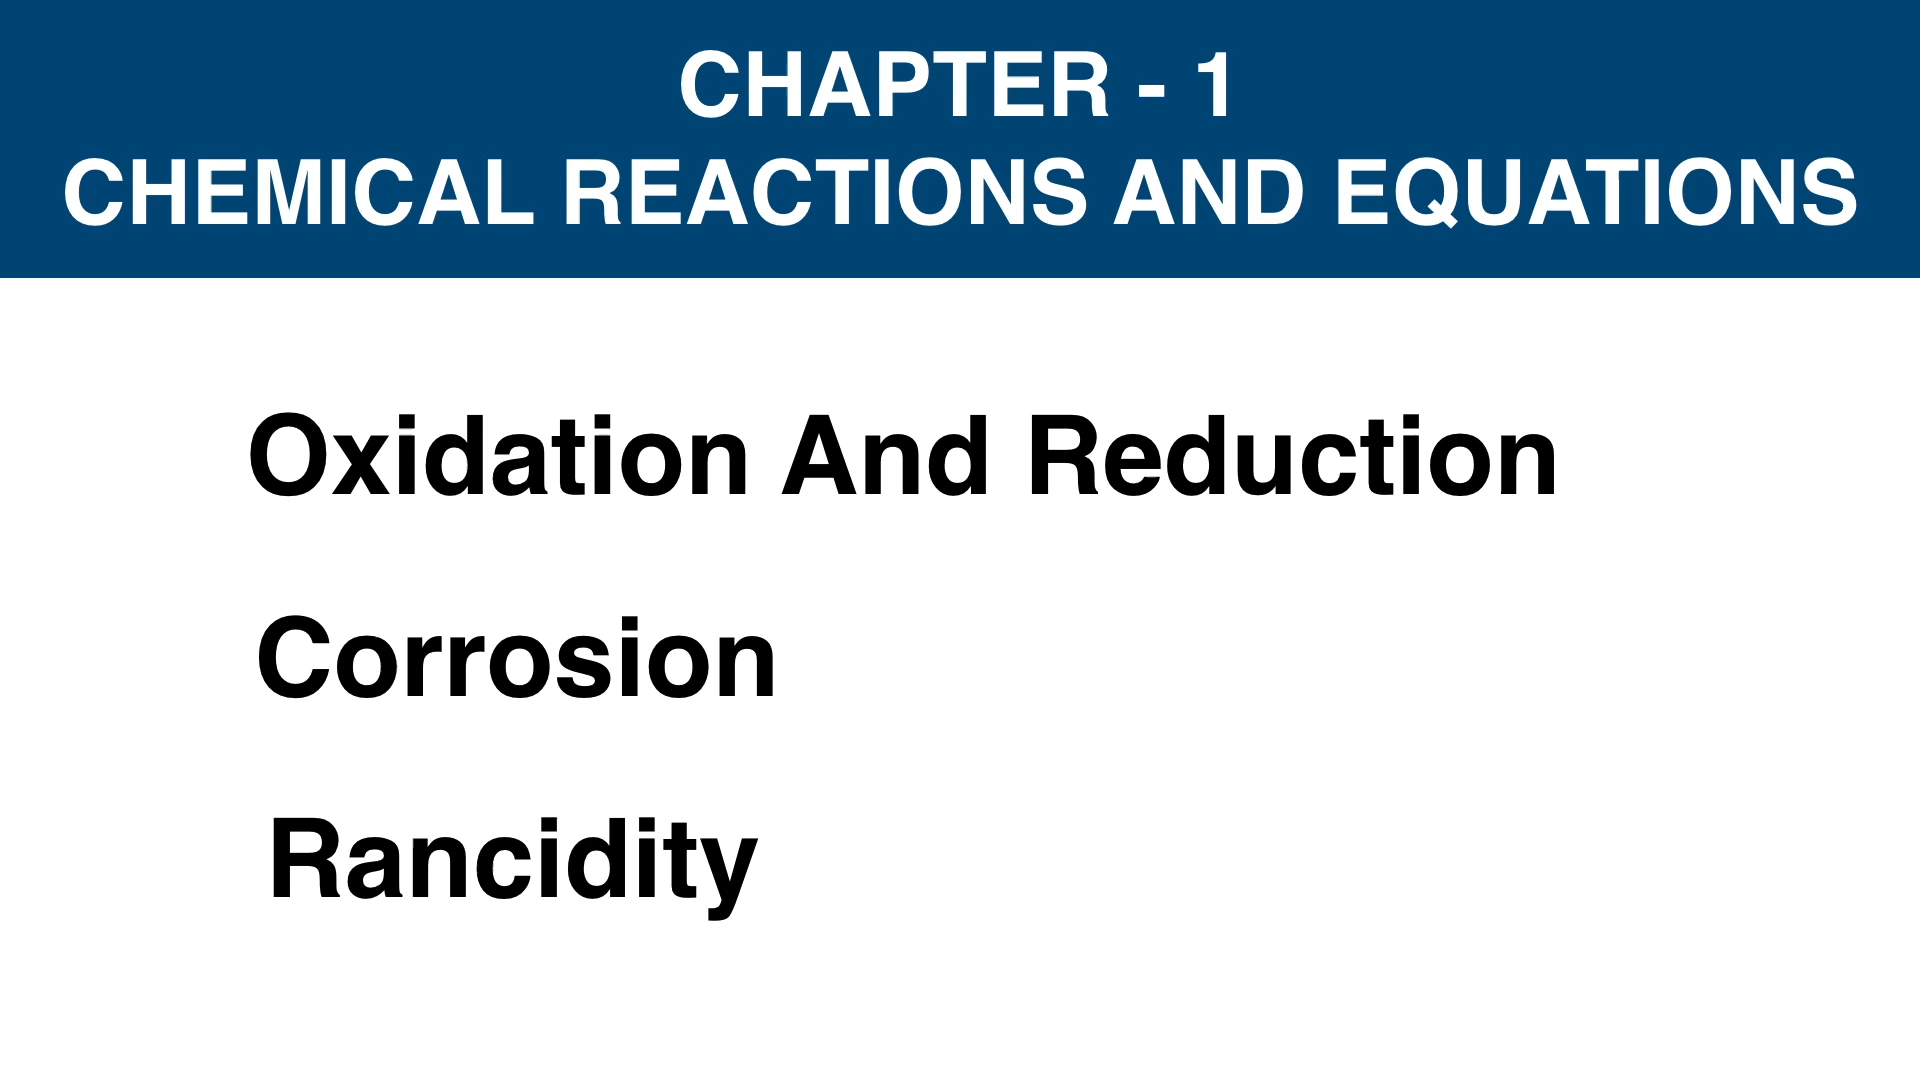 CHAPTER - 1
CHEMICAL REACTIONS AND EQUATIONS
Oxidation And Reduction
Corrosion
Rancidity